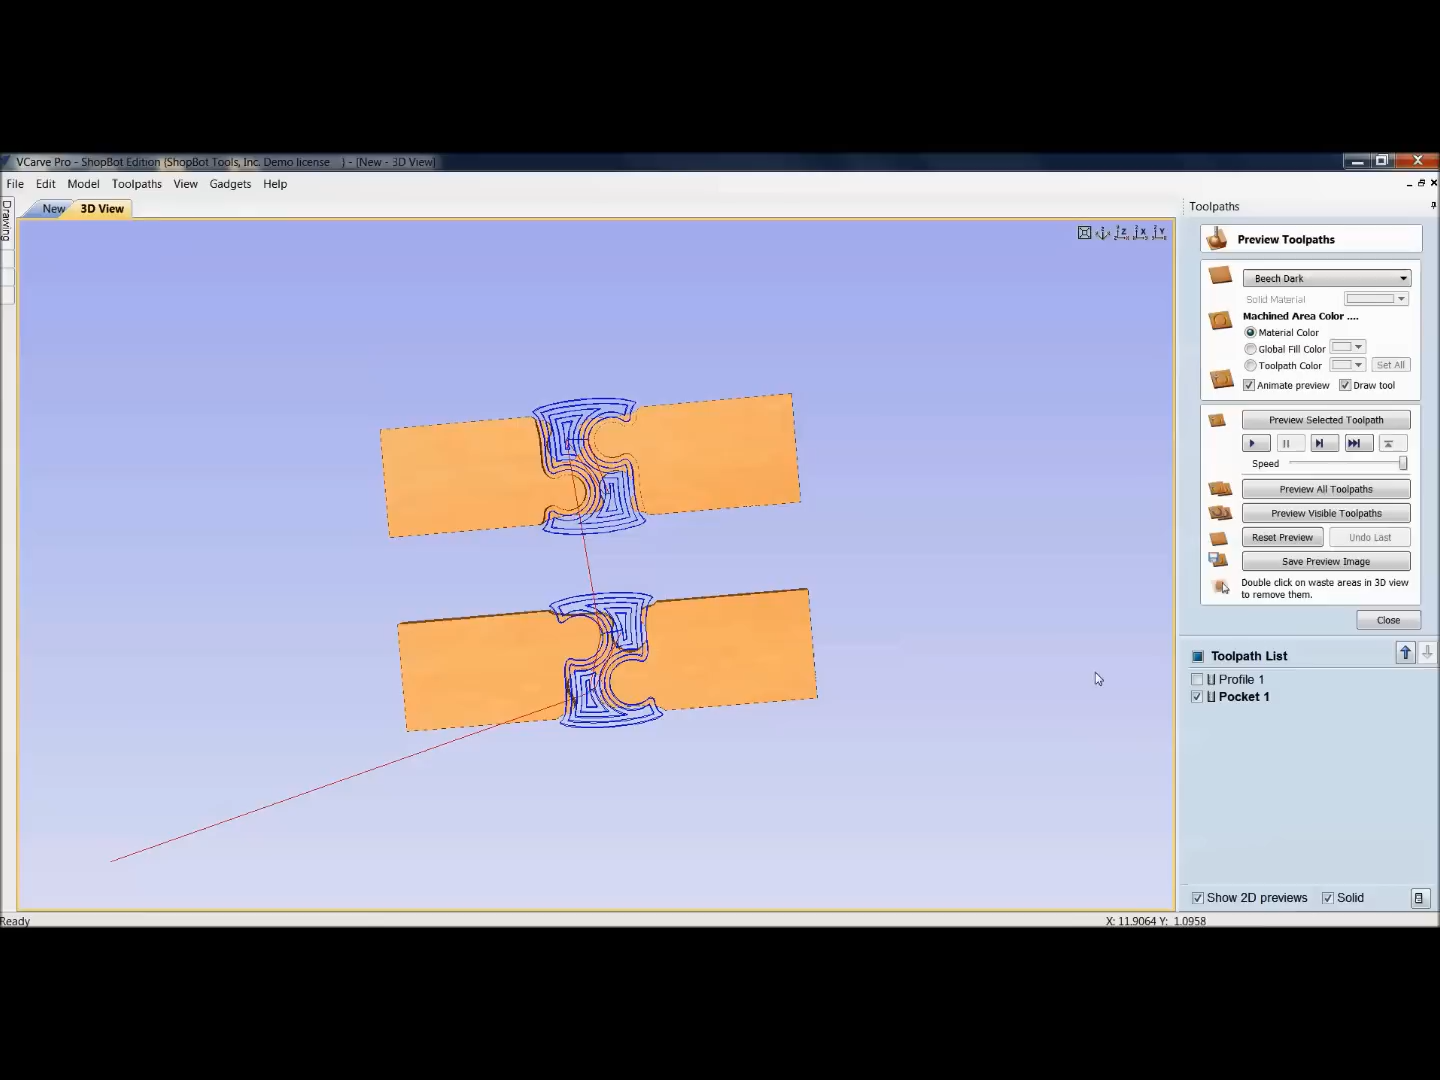 VCarve Pro - ShopBot Edition (ShopBot Tools, Inc. Demo license    ) - [New - 3D View]
File Edit Model Toolpaths View Gadgets Help
Toolpaths
New 3D View
Drawing
Z X Y
Preview Toolpaths
Beech Dark
Solid Material
Machined Area Color ....
Material Color
Global Fill Color
Toolpath Color Set All
Animate preview Draw tool
Preview Selected Toolpath
Speed
Preview All Toolpaths
Preview Visible Toolpaths
Reset Preview Undo Last
Save Preview Image
Double click on waste areas in 3D view
to remove them.
Close
Toolpath List
Profile 1
Pocket 1
Show 2D previews Solid
Ready X: 11.9064 Y: 1.0958